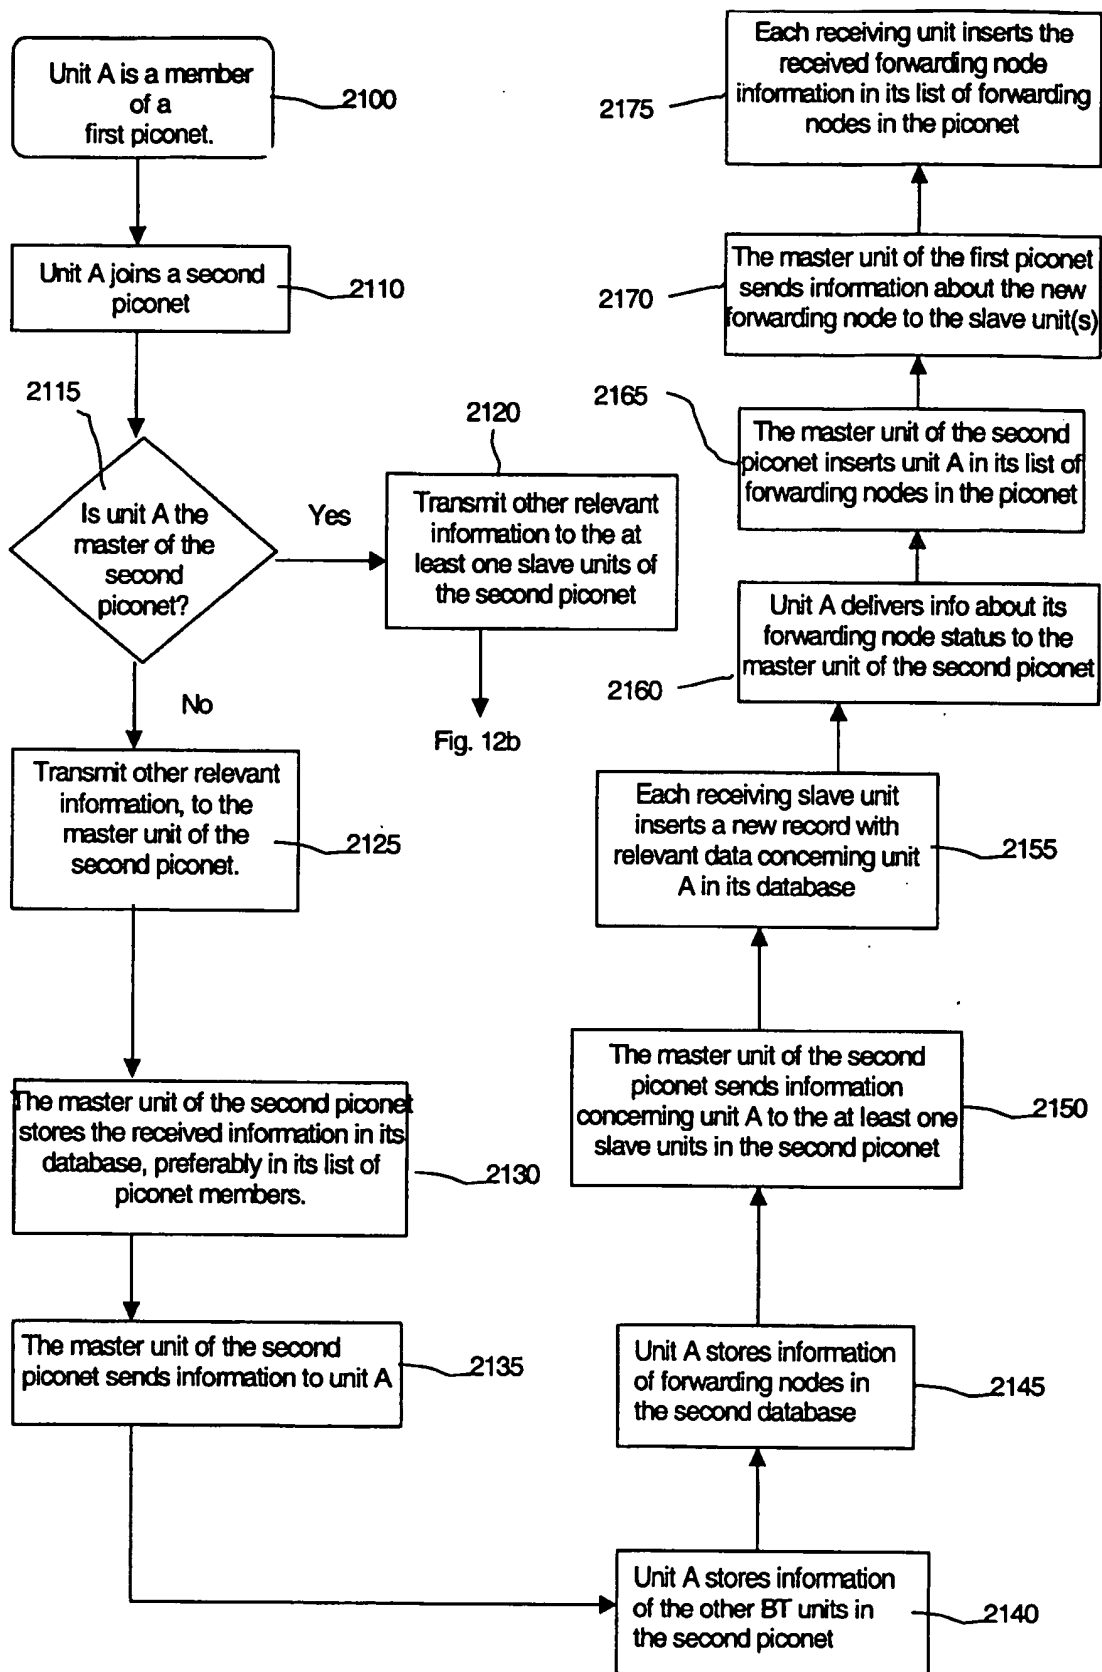 Unit A is a member
of a
first piconet.
2100
Unit A joins a second
piconet
2110
2115
Is unit A the
master of the
second
piconet?
Yes
No
2120
Transmit other relevant
information to the at
least one slave units of
the second piconet
Fig. 12b
Transmit other relevant
information, to the
master unit of the
second piconet.
2125
The master unit of the second piconet
stores the received information in its
database, preferably in its list of
piconet members.
2130
The master unit of the second
piconet sends information to unit A
2135
Unit A stores information
of the other BT units in
the second piconet
2140
Unit A stores information
of forwarding nodes in
the second database
2145
The master unit of the second
piconet sends information
concerning unit A to the at least one
slave units in the second piconet
2150
Each receiving slave unit
inserts a new record with
relevant data concerning unit
A in its database
2155
Unit A delivers info about its
forwarding node status to the
master unit of the second piconet
2160
The master unit of the second
piconet inserts unit A in its list of
forwarding nodes in the piconet
2165
The master unit of the first piconet
sends information about the new
forwarding node to the slave unit(s)
2170
Each receiving unit inserts the
received forwarding node
information in its list of forwarding
nodes in the piconet
2175